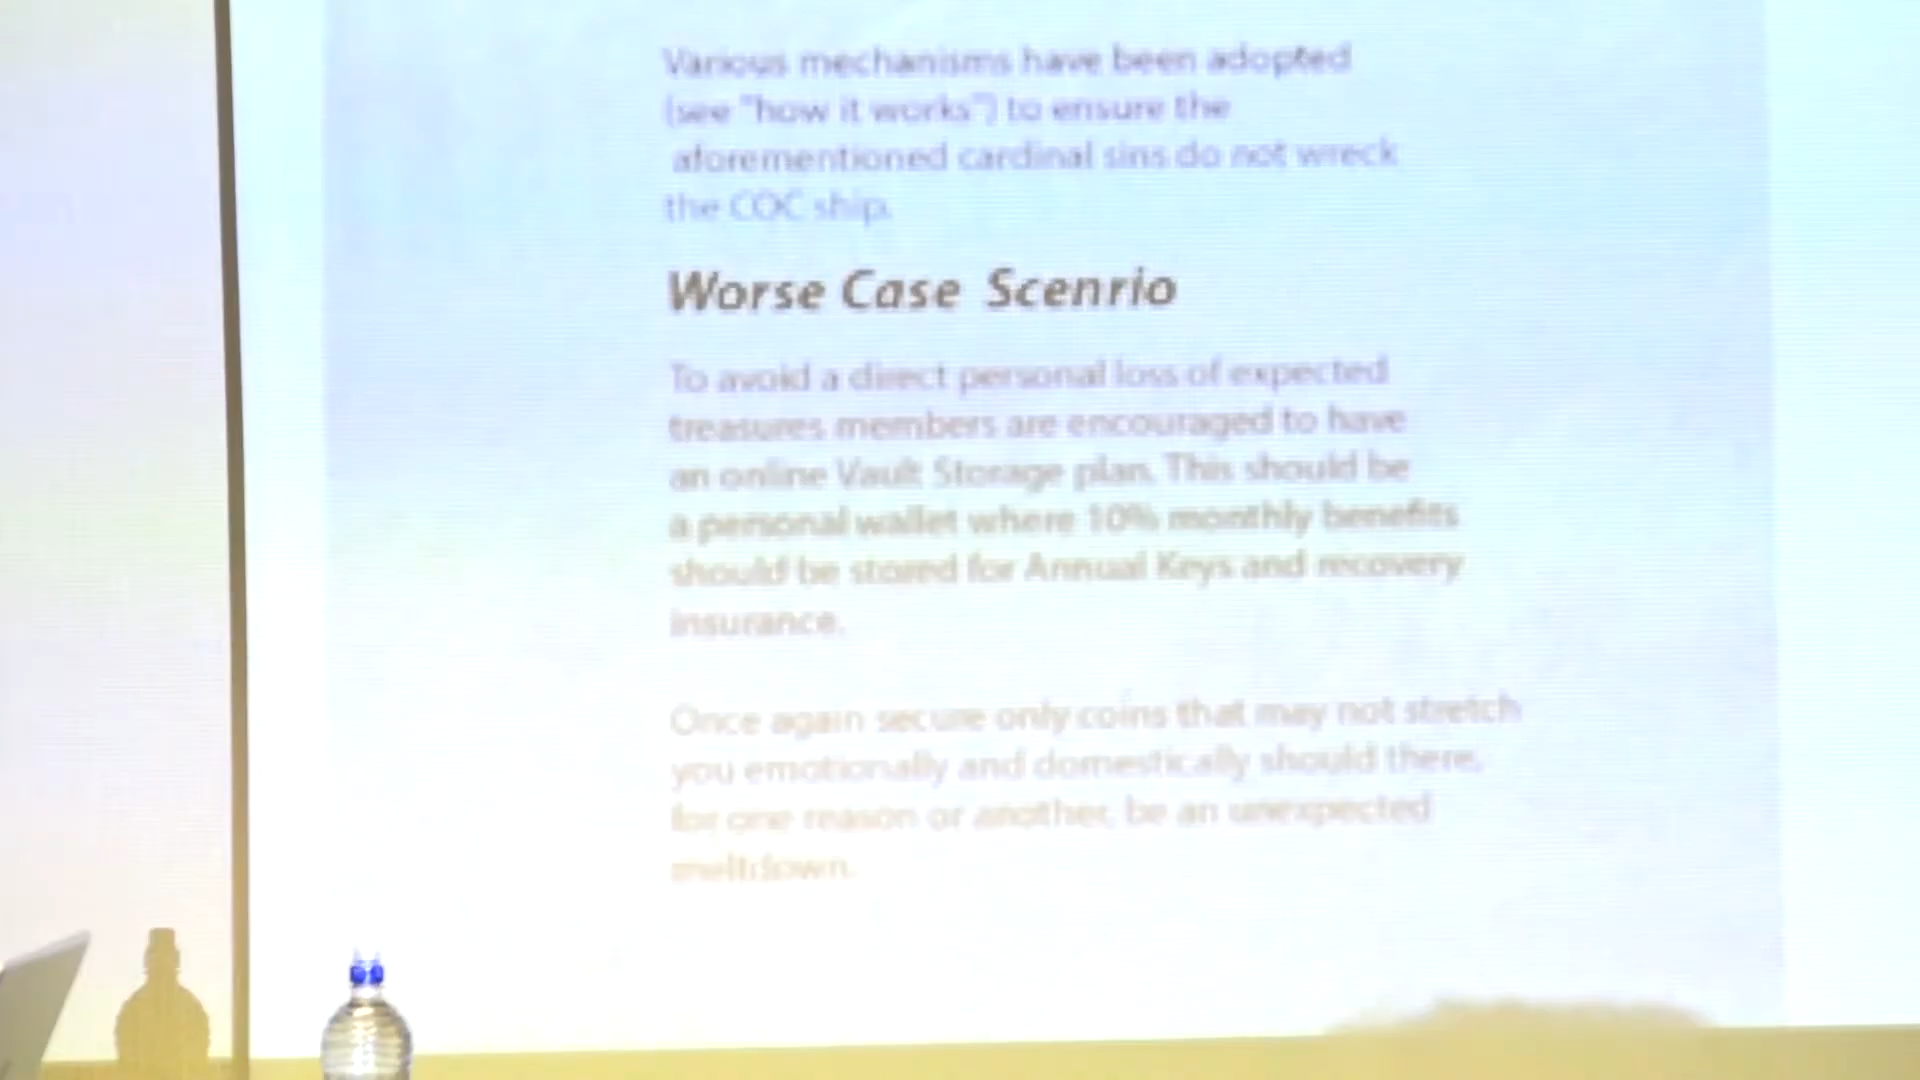 Various mechanisms have been adopted
(see "how it works") to ensure the
aforementioned cardinal sins do not wreck
the COC ship.
Worse Case Scenrio
To avoid a direct personal loss of expected
treasures members are encouraged to have
an online Vault Storage plan. This should be
a personal wallet where 10% monthly benefits
should be stored for Annual Keys and recovery
insurance.
Once again secure only coins that may not stretch
you emotionally and domestically should there,
for one reason or another, be an unexpected
meltdown.